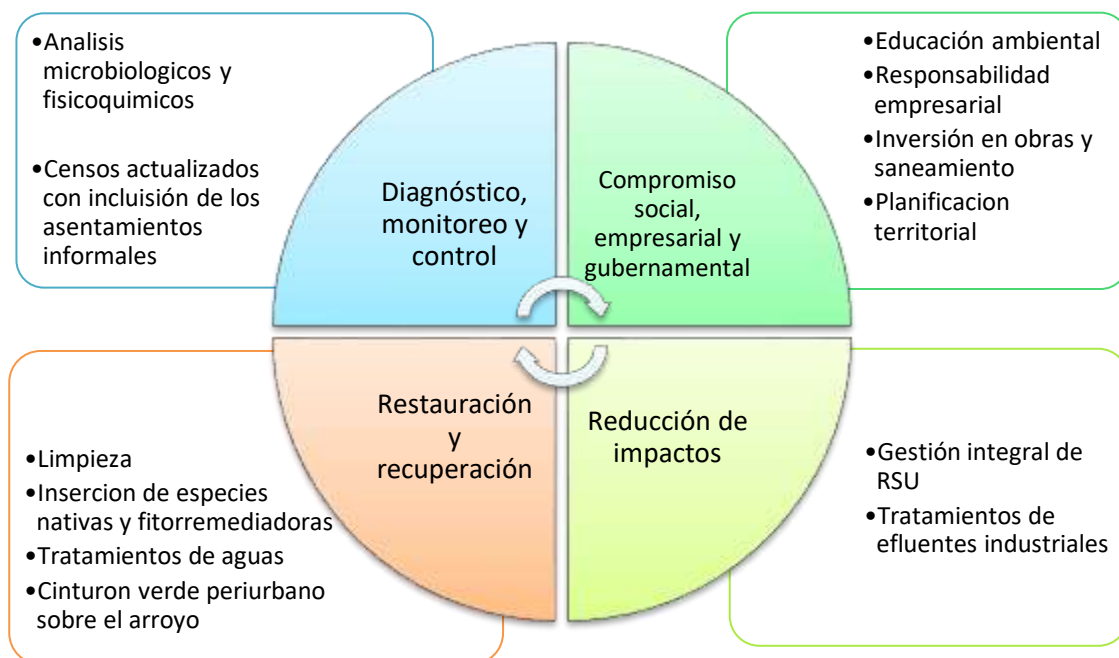 •Analisis
microbiologicos y
fisicoquimicos
•Censos actualizados
con incluisión de los
asentamientos
informales
Diagnóstico,
monitoreo y
control
Compromiso
social,
empresarial y
gubernamental
•Educación ambiental
•Responsabilidad
empresarial
•Inversión en obras y
saneamiento
•Planificacion
territorial
•Limpieza
•Insercion de especies
nativas y fitorremediadoras
•Tratamientos de aguas
•Cinturon verde periurbano
sobre el arroyo
Restauración
y
recuperación
Reducción de
impactos
•Gestión integral de
RSU
•Tratamientos de
efluentes industriales